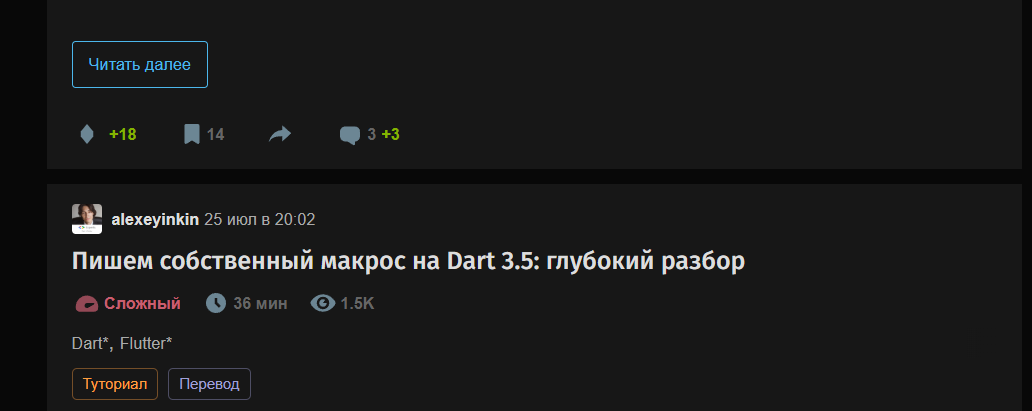 Читать далее
+18 14 3 +3
alexeyinkin 25 июл в 20:02
Пишем собственный макрос на Dart 3.5: глубокий разбор
Сложный 36 мин 1.5K
Dart*, Flutter*
Туториал Перевод